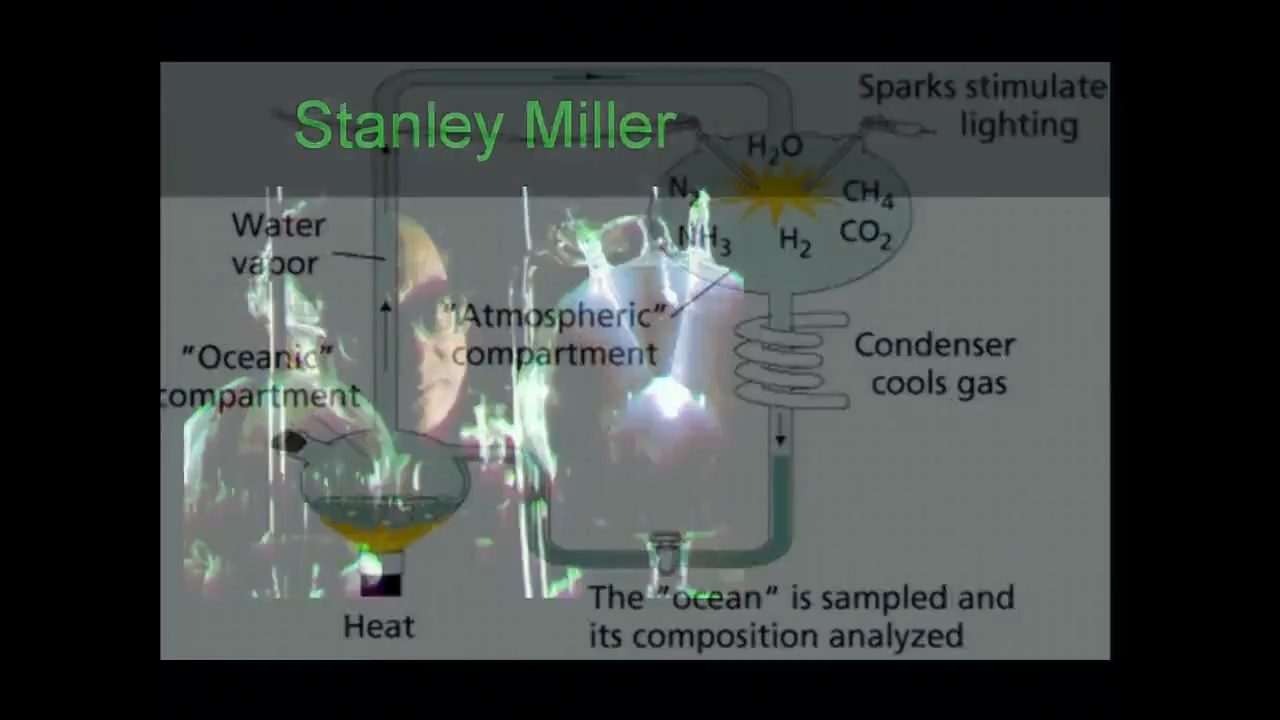 Stanley Miller
Sparks stimulate
lighting
H₂O
N₂
CH₄
NH₃
H₂
CO₂
Water
vapor
"Atmospheric"
compartment
"Oceanic"
compartment
Condenser
cools gas
Heat
The "ocean" is sampled and
its composition analyzed